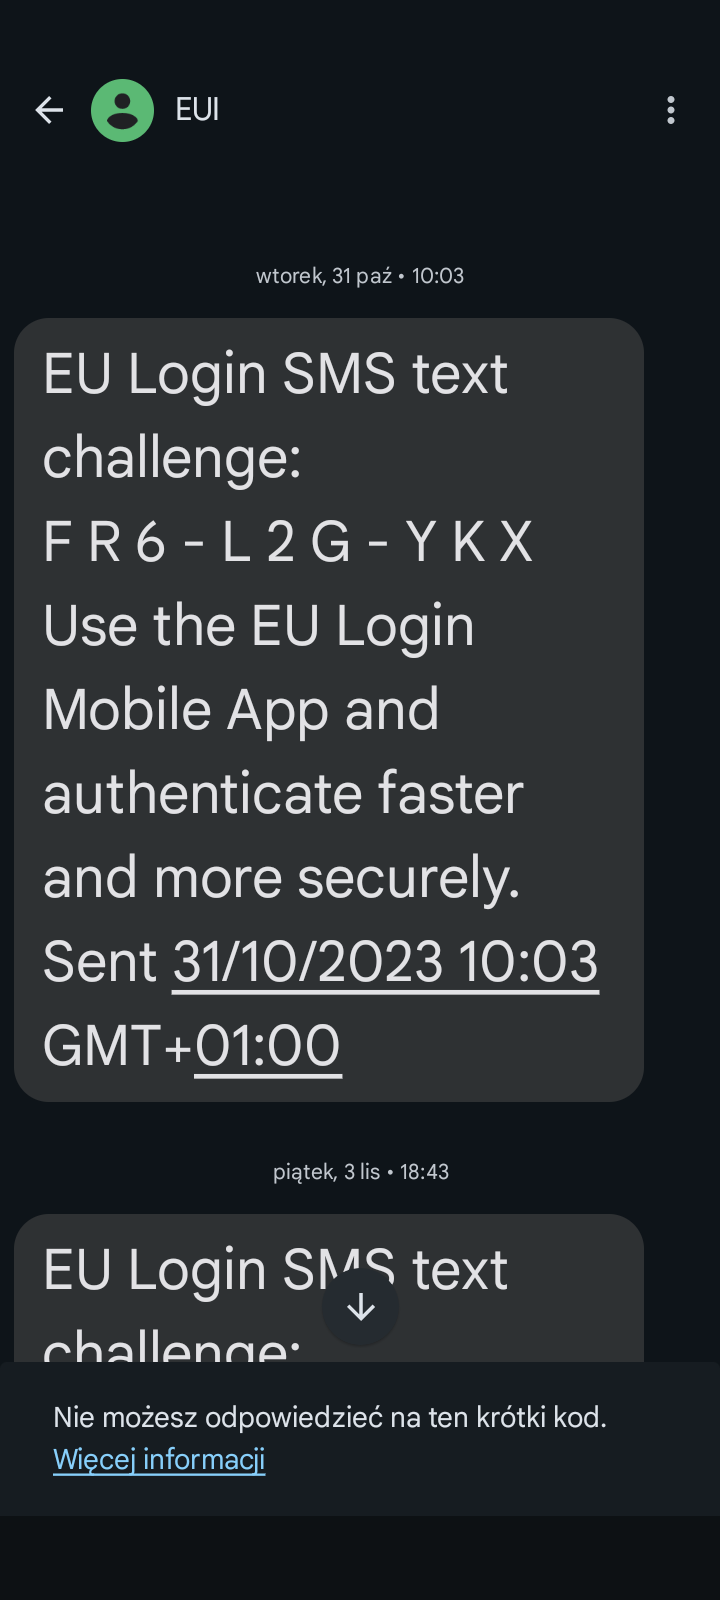 EUI
wtorek, 31 paź • 10:03
EU Login SMS text
challenge:
F R 6 - L 2 G - Y K X
Use the EU Login
Mobile App and
authenticate faster
and more securely.
Sent 31/10/2023 10:03
GMT+01:00
piątek, 3 lis • 18:43
EU Login SMS text
challenge:
Nie możesz odpowiedzieć na ten krótki kod.
Więcej informacji